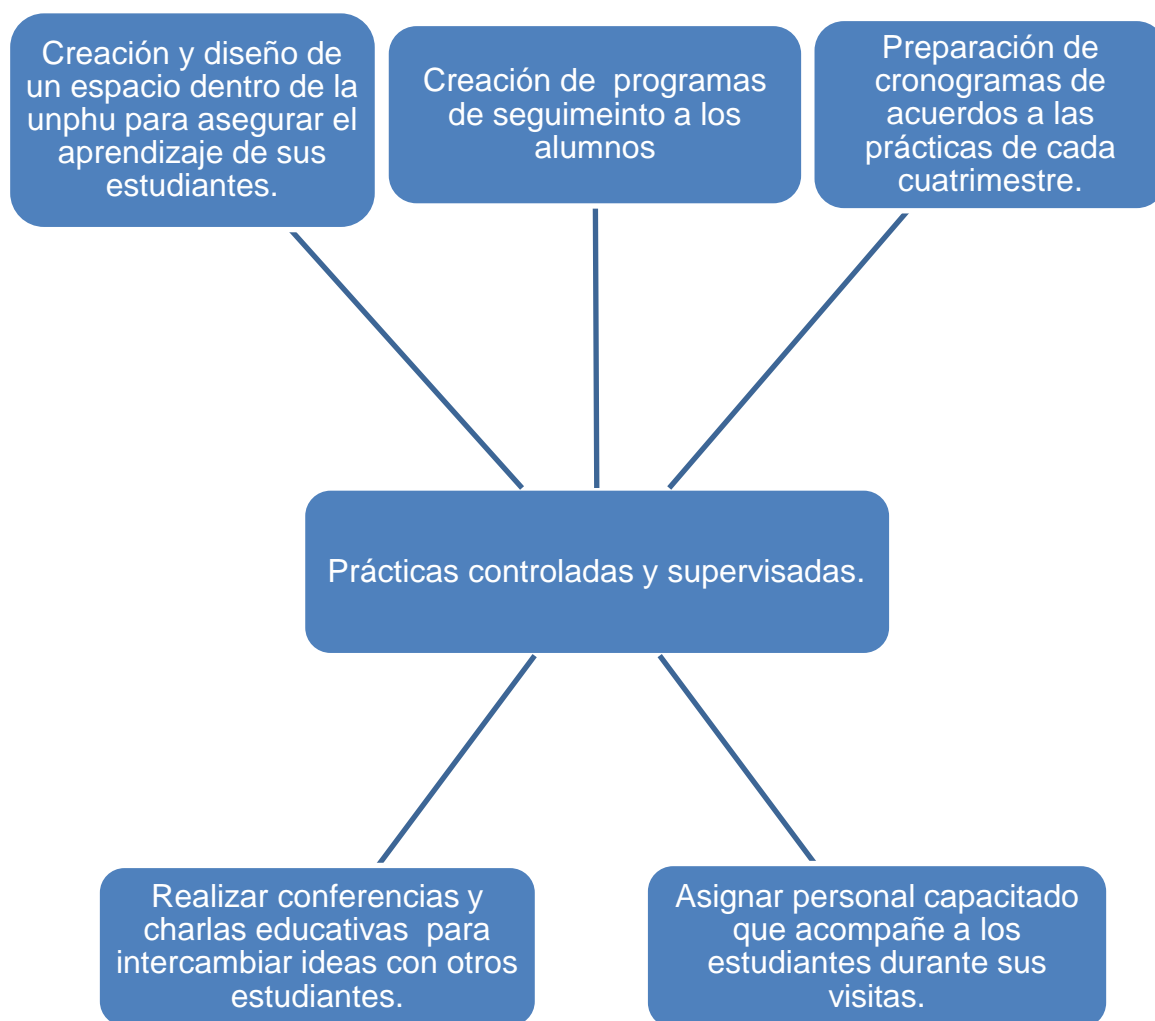 Creación y diseño de
un espacio dentro de la
unphu para asegurar el
aprendizaje de sus
estudiantes.
Creación de  programas
de seguimeinto a los
alumnos
Preparación de
cronogramas de
acuerdos a las
prácticas de cada
cuatrimestre.
Prácticas controladas y supervisadas.
Realizar conferencias y
charlas educativas  para
intercambiar ideas con otros
estudiantes.
Asignar personal capacitado
que acompañe a los
estudiantes durante sus
visitas.